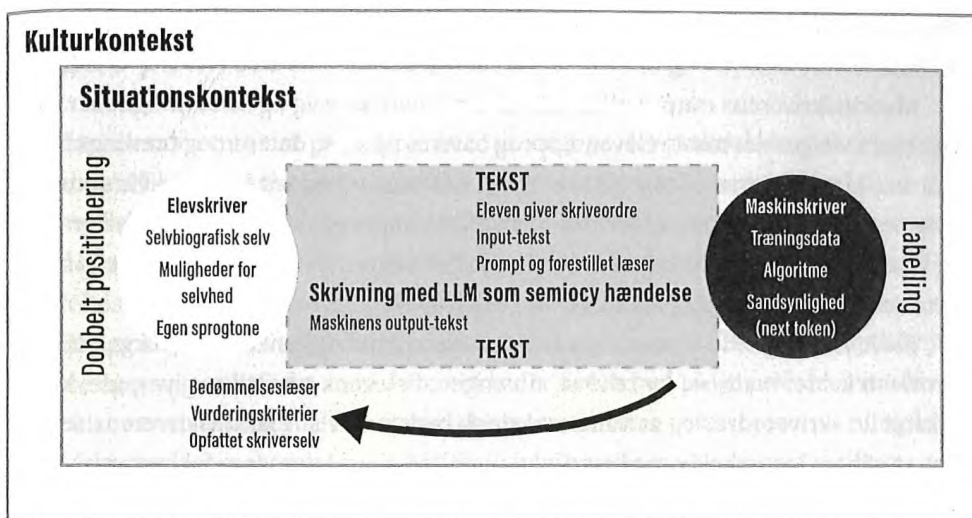 Kulturkontekst
Situationskontekst
Dobbelt positionering
Elevskriver
Selvbiografisk selv
Muligheder for
selvhed
Egen sprogtone
TEKST
Eleven giver skriveordre
Input-tekst
Prompt og forestillet læser
Skrivning med LLM som semiocy hændelse
Maskinens output-tekst
TEKST
Maskinskriver
Træningsdata
Algoritme
Sandsynlighed
(next token)
Labelling
Bedømmelseslæser
Vurderingskriterier
Opfattet skriverselv